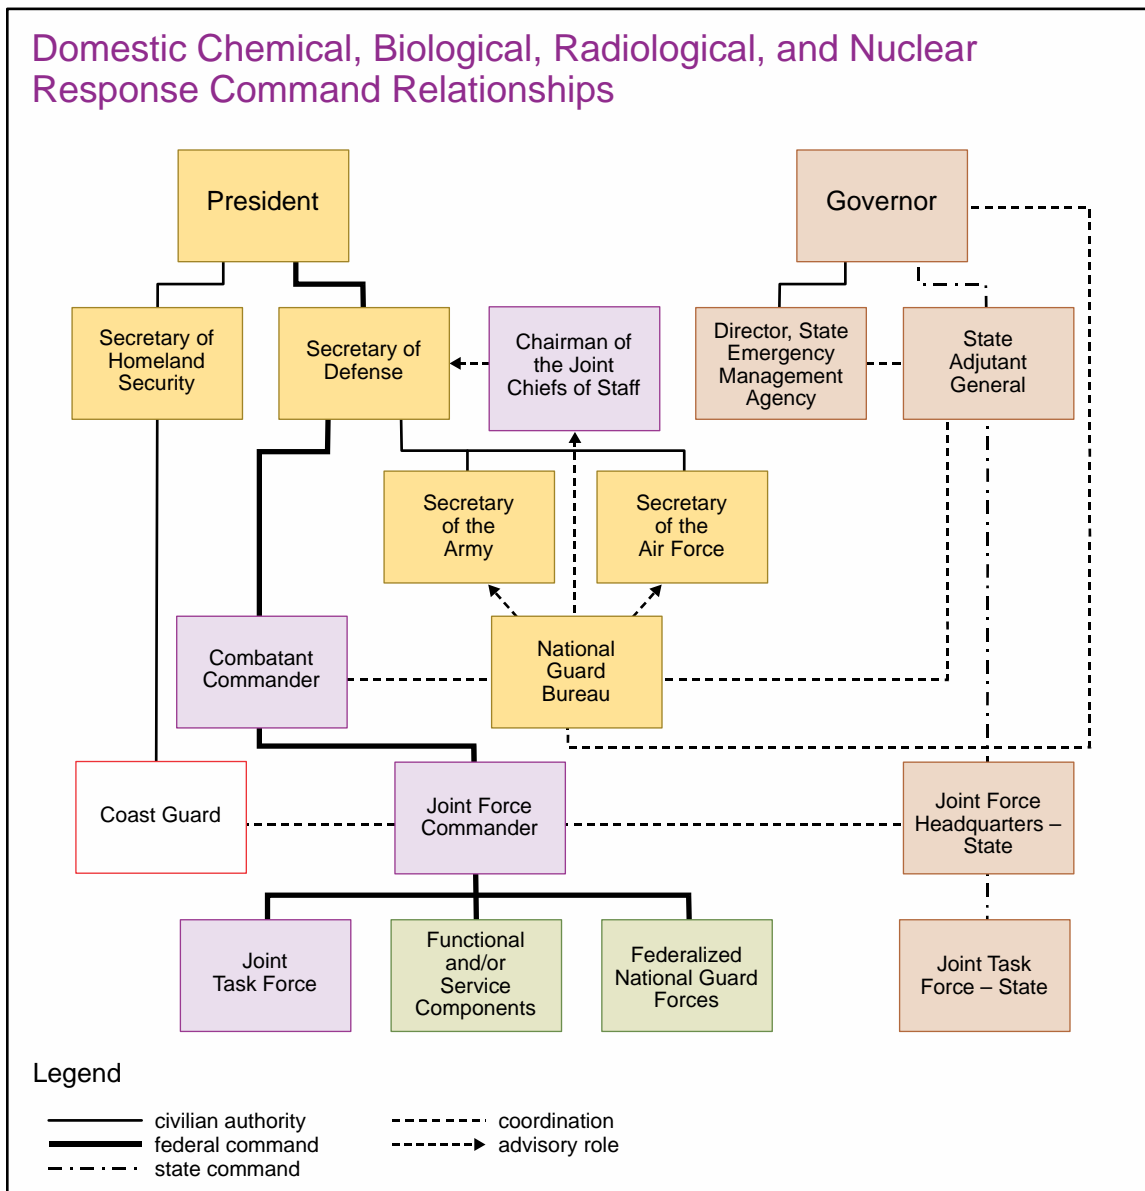 Domestic Chemical, Biological, Radiological, and Nuclear
Response Command Relationships
President
Governor
Secretary of
Homeland
Security
Secretary of
Defense
Chairman of
the Joint
Chiefs of Staff
Director, State
Emergency
Management
Agency
State
Adjutant
General
Secretary
of the
Army
Secretary
of the
Air Force
Combatant
Commander
National
Guard
Bureau
Coast Guard
Joint Force
Commander
Joint Force
Headquarters –
State
Joint
Task Force
Functional
and/or
Service
Components
Federalized
National Guard
Forces
Joint Task
Force – State
Legend
civilian authority
federal command
state command
coordination
advisory role